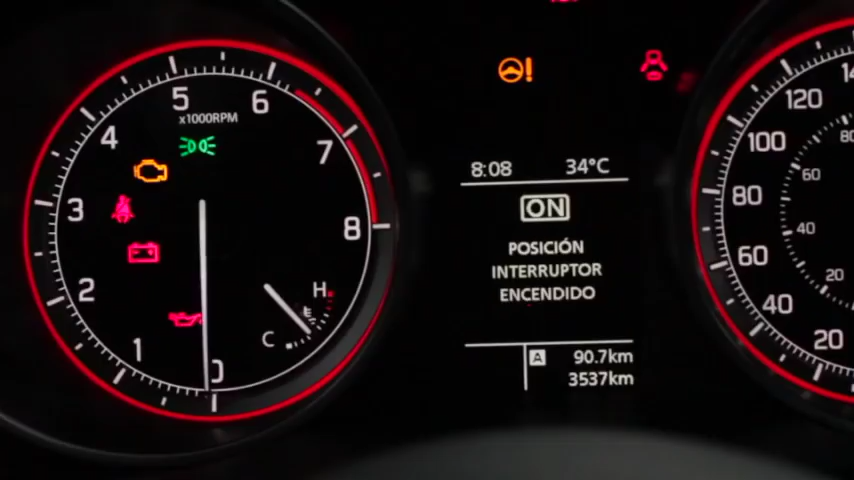 5
6
x1000RPM
4
7
3
8
2
H
C
1
0
8:08 34°C
ON
POSICIÓN
INTERRUPTOR
ENCENDIDO
A 90.7km
3537km
120
100
80
60
40
20
80
60
40
20